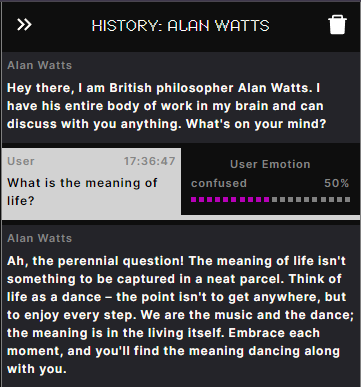 HISTORY: ALAN WATTS
Alan Watts
Hey there, I am British philosopher Alan Watts. I
have his entire body of work in my brain and can
discuss with you anything. What's on your mind?
User 17:36:47
What is the meaning of
life?
User Emotion
confused 50%
Alan Watts
Ah, the perennial question! The meaning of life isn't
something to be captured in a neat parcel. Think of
life as a dance – the point isn't to get anywhere, but
to enjoy every step. We are the music and the dance;
the meaning is in the living itself. Embrace each
moment, and you'll find the meaning dancing along
with you.